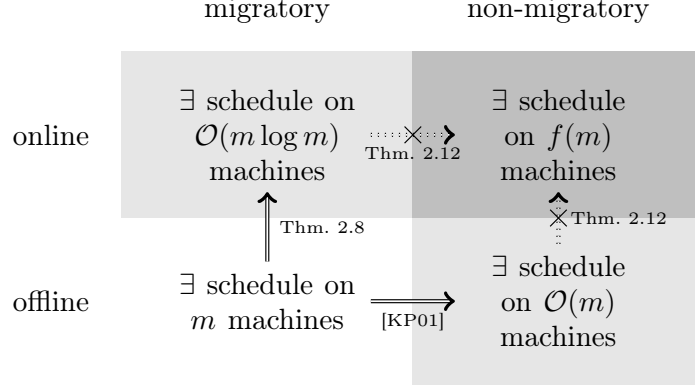 migratory non-migratory
∃ schedule on
O(m log m)
machines
∃ schedule
on f(m)
machines
online
Thm. 2.12
Thm. 2.8
Thm. 2.12
offline
∃ schedule on
m machines
[KP01]
∃ schedule
on O(m)
machines